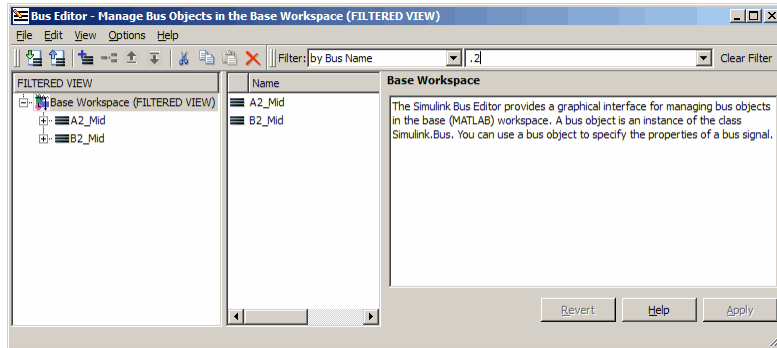 Bus Editor - Manage Bus Objects in the Base Workspace (FILTERED VIEW)
File Edit View Options Help
Filter: by Bus Name .2 Clear Filter
FILTERED VIEW
Base Workspace (FILTERED VIEW)
A2_Mid
B2_Mid
Name
A2_Mid
B2_Mid
Base Workspace
The Simulink Bus Editor provides a graphical interface for managing bus objects
in the base (MATLAB) workspace. A bus object is an instance of the class
Simulink.Bus. You can use a bus object to specify the properties of a bus signal.
Revert Help Apply